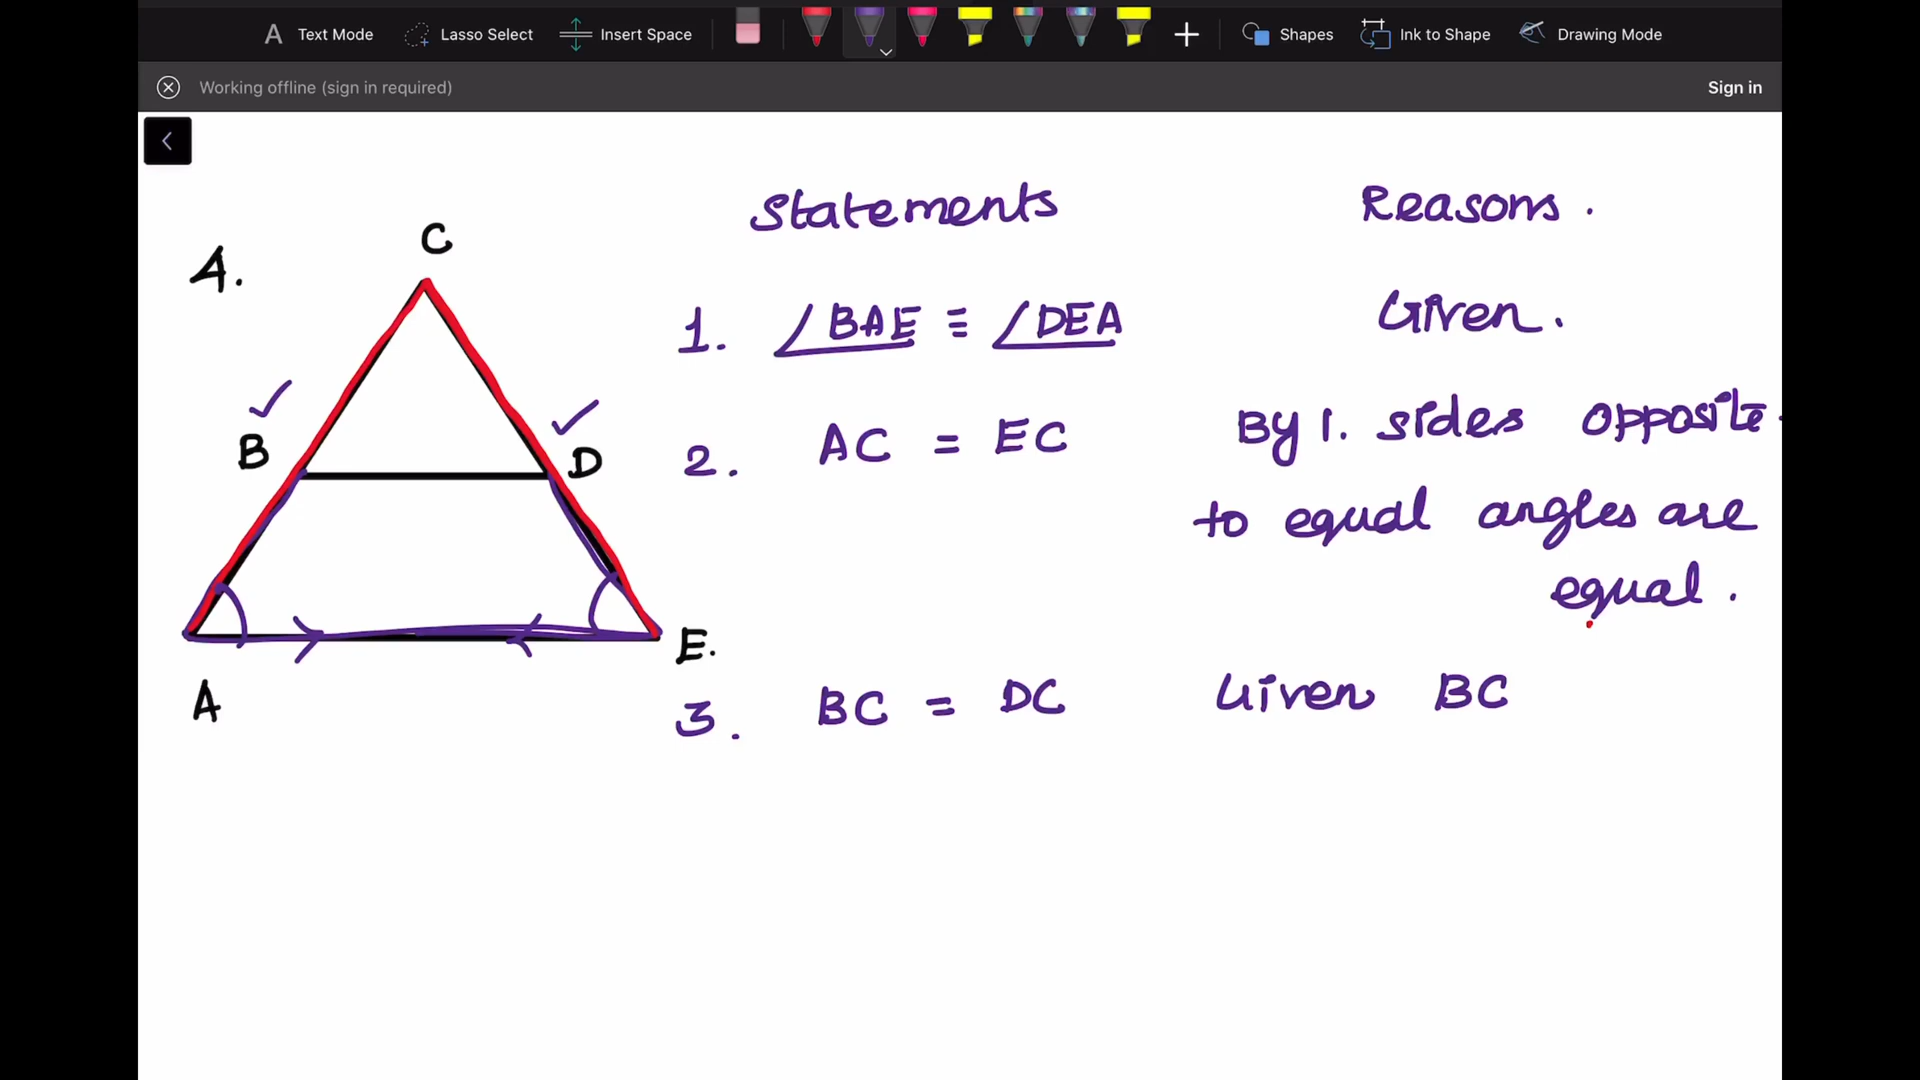 Text Mode Lasso Select Insert Space Shapes Ink to Shape Drawing Mode
Working offline (sign in required) Sign in
Statements Reasons.
4.
C
1. ∠BAE ≡ ∠DEA Given.
2. AC = EC By 1. sides opposite
B D
to equal angles are
equal.
A E.
3. BC = DC Given BC